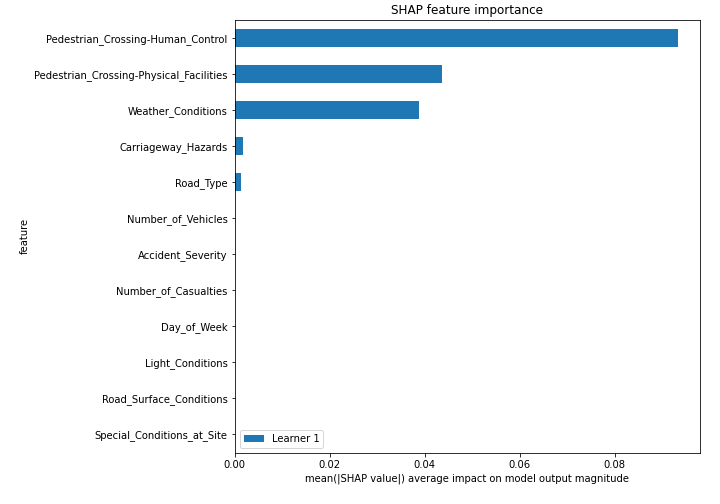 SHAP feature importance
Pedestrian_Crossing-Human_Control
Pedestrian_Crossing-Physical_Facilities
Weather_Conditions
Carriageway_Hazards
Road_Type
Number_of_Vehicles
feature
Accident_Severity
Number_of_Casualties
Day_of_Week
Light_Conditions
Road_Surface_Conditions
Special_Conditions_at_Site
Learner 1
0.00 0.02 0.04 0.06 0.08
mean(|SHAP value|) average impact on model output magnitude